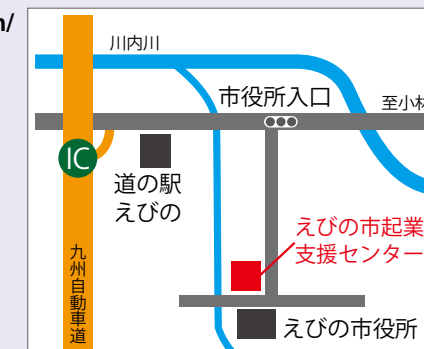 n/
川内川
市役所入口
至小林
IC
道の駅
えびの
えびの市起業
支援センター
九州自動車道
えびの市役所